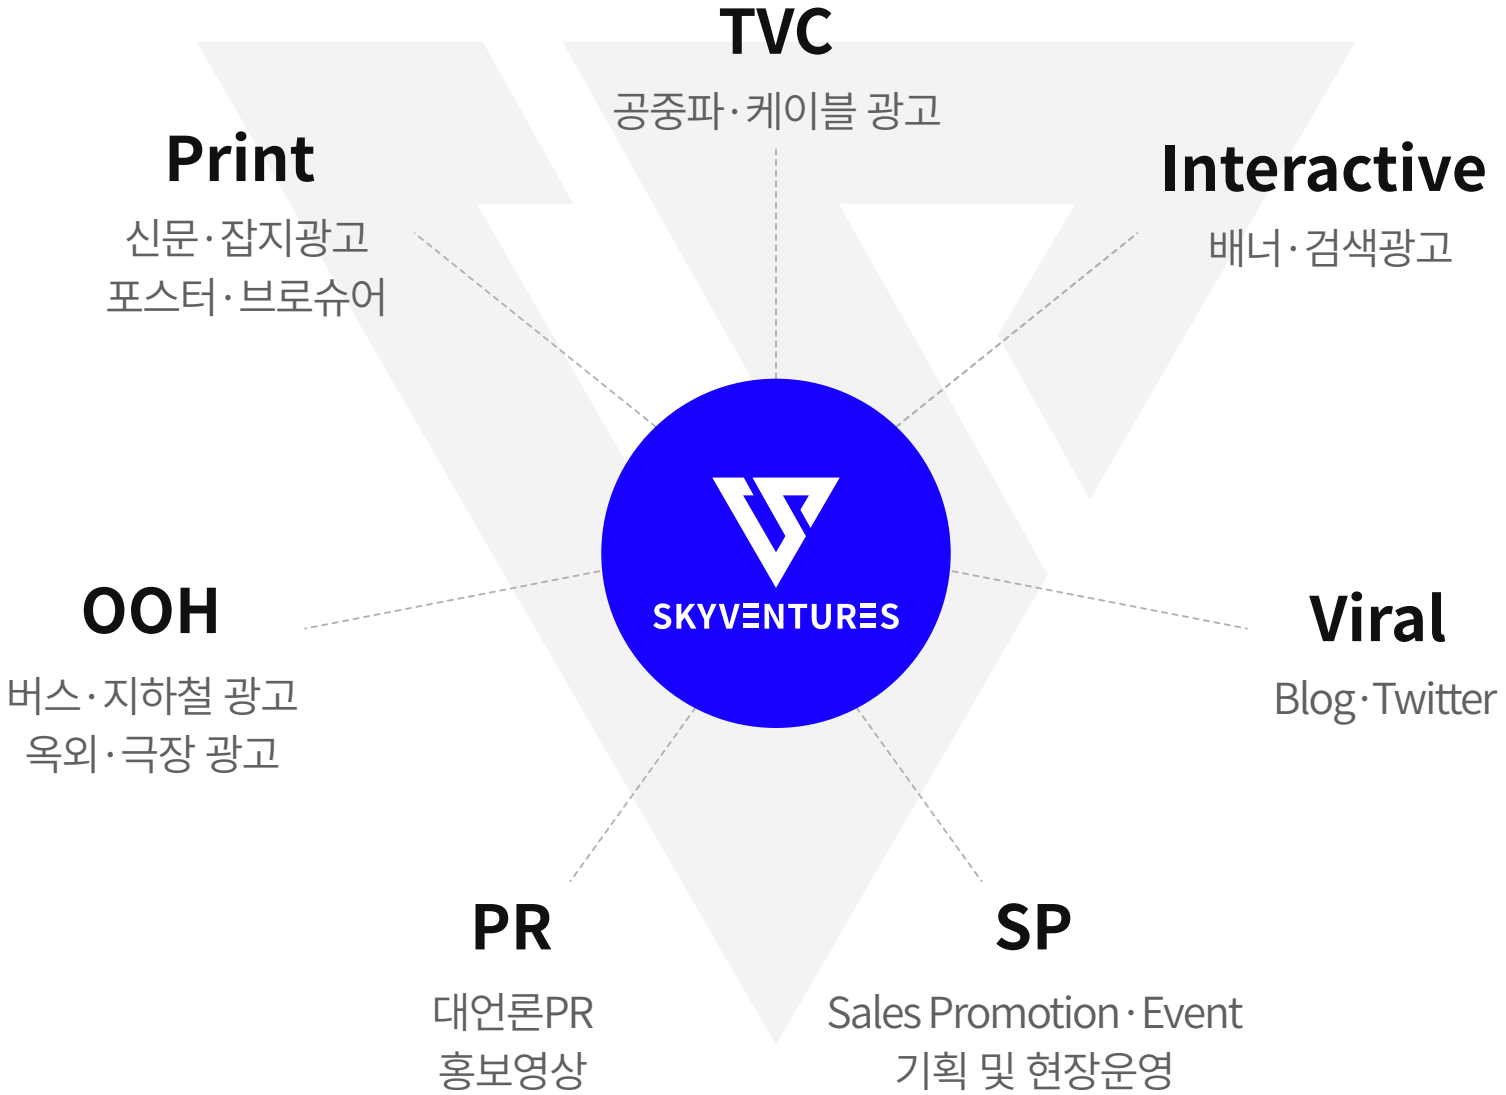 TVC
공중파·케이블 광고
Print
신문·잡지광고
포스터·브로슈어
Interactive
배너·검색광고
SKYVENTURES
OOH
버스·지하철 광고
옥외·극장 광고
Viral
Blog·Twitter
PR
대언론PR
홍보영상
SP
Sales Promotion·Event
기획 및 현장운영